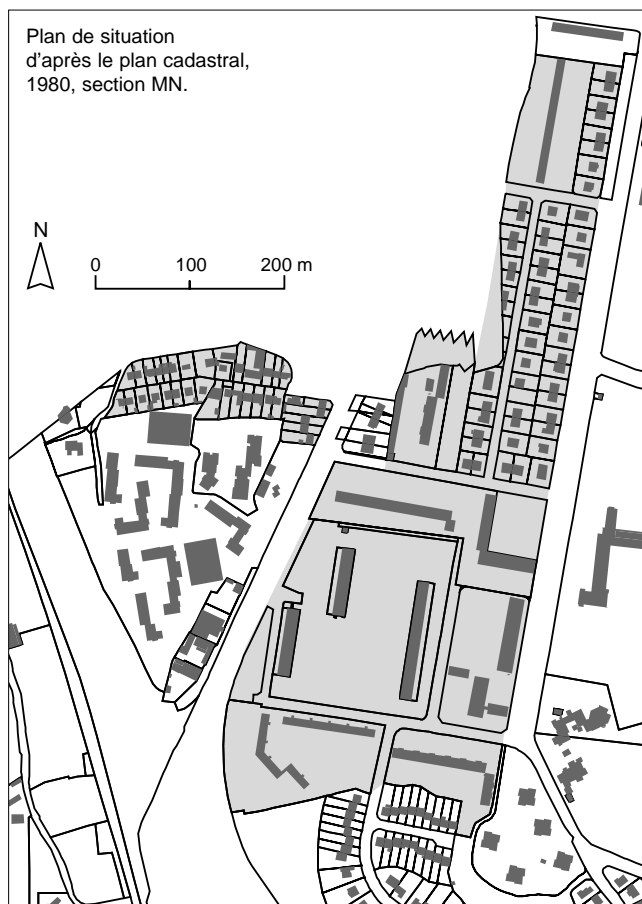 Plan de situation
d'après le plan cadastral,
1980, section MN.
N
0 100 200 m